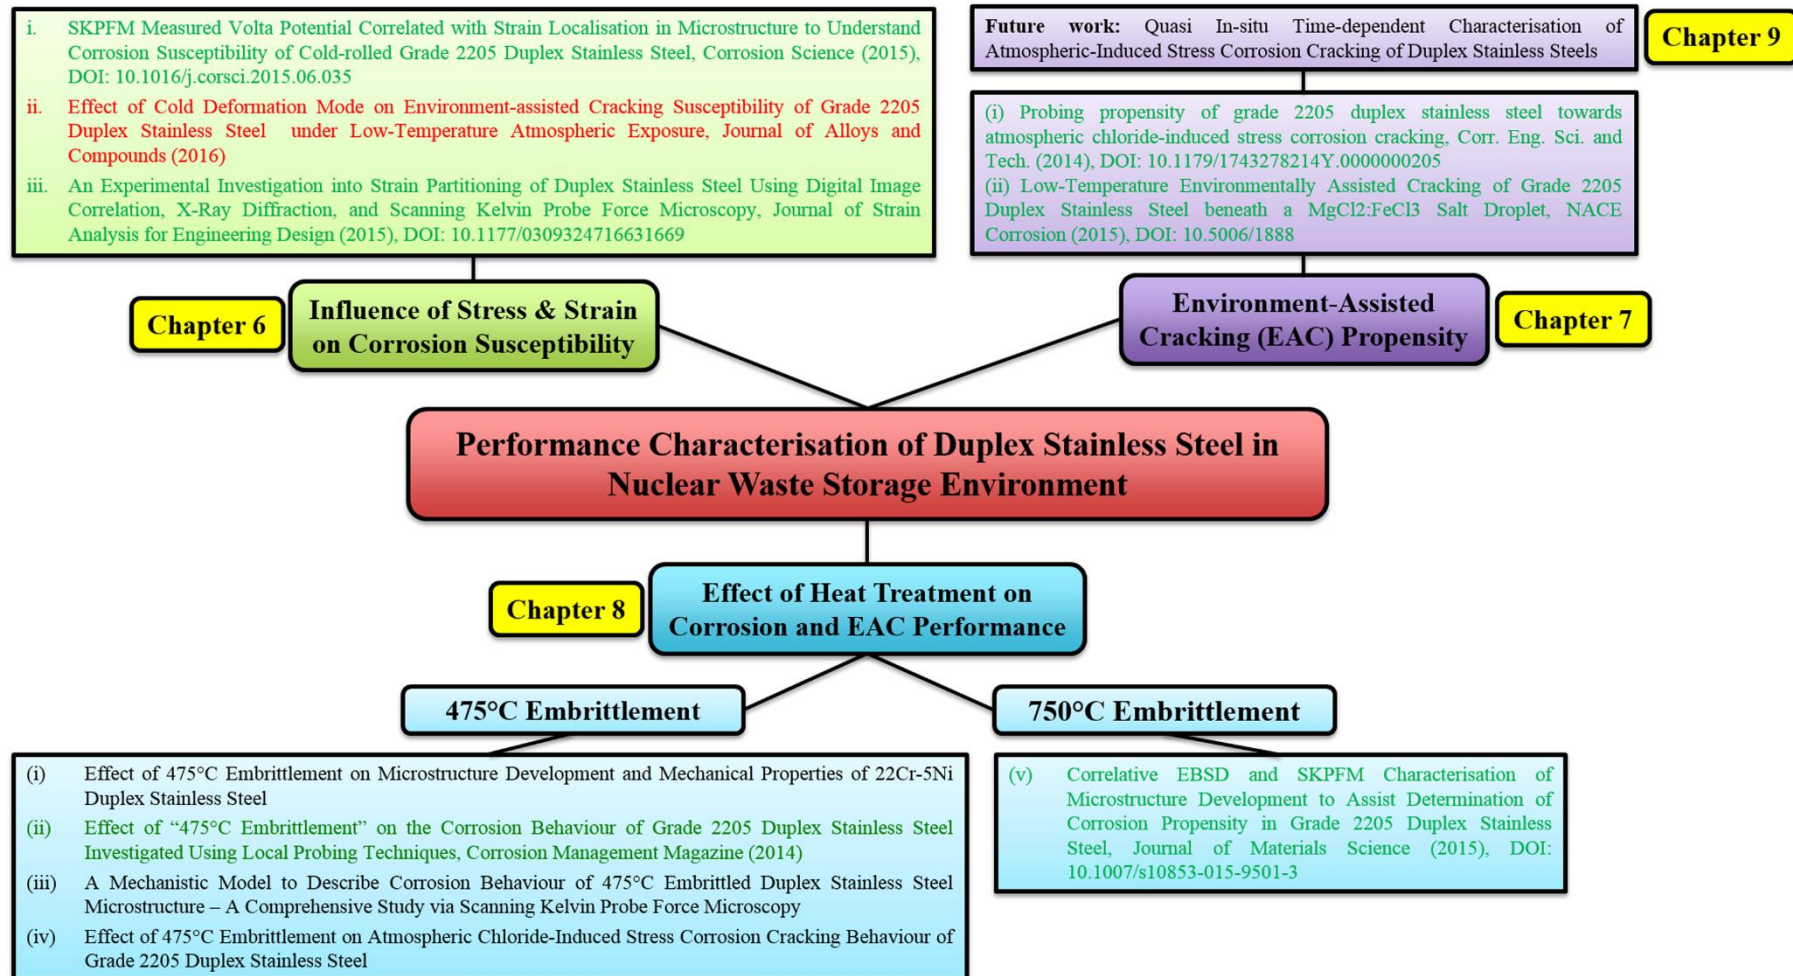 i. SKPFM Measured Volta Potential Correlated with Strain Localisation in Microstructure to Understand
Corrosion Susceptibility of Cold-rolled Grade 2205 Duplex Stainless Steel, Corrosion Science (2015),
DOI: 10.1016/j.corsci.2015.06.035
ii. Effect of Cold Deformation Mode on Environment-assisted Cracking Susceptibility of Grade 2205
Duplex Stainless Steel under Low-Temperature Atmospheric Exposure, Journal of Alloys and
Compounds (2016)
iii. An Experimental Investigation into Strain Partitioning of Duplex Stainless Steel Using Digital Image
Correlation, X-Ray Diffraction, and Scanning Kelvin Probe Force Microscopy, Journal of Strain
Analysis for Engineering Design (2015), DOI: 10.1177/0309324716631669
Future work: Quasi In-situ Time-dependent Characterisation of
Atmospheric-Induced Stress Corrosion Cracking of Duplex Stainless Steels
Chapter 9
(i) Probing propensity of grade 2205 duplex stainless steel towards
atmospheric chloride-induced stress corrosion cracking, Corr. Eng. Sci. and
Tech. (2014), DOI: 10.1179/1743278214Y.0000000205
(ii) Low-Temperature Environmentally Assisted Cracking of Grade 2205
Duplex Stainless Steel beneath a MgCl2:FeCl3 Salt Droplet, NACE
Corrosion (2015), DOI: 10.5006/1888
Chapter 6
Influence of Stress & Strain
on Corrosion Susceptibility
Environment-Assisted
Cracking (EAC) Propensity
Chapter 7
Performance Characterisation of Duplex Stainless Steel in
Nuclear Waste Storage Environment
Chapter 8
Effect of Heat Treatment on
Corrosion and EAC Performance
475°C Embrittlement
750°C Embrittlement
(i) Effect of 475°C Embrittlement on Microstructure Development and Mechanical Properties of 22Cr-5Ni
Duplex Stainless Steel
(ii) Effect of “475°C Embrittlement” on the Corrosion Behaviour of Grade 2205 Duplex Stainless Steel
Investigated Using Local Probing Techniques, Corrosion Management Magazine (2014)
(iii) A Mechanistic Model to Describe Corrosion Behaviour of 475°C Embrittled Duplex Stainless Steel
Microstructure – A Comprehensive Study via Scanning Kelvin Probe Force Microscopy
(iv) Effect of 475°C Embrittlement on Atmospheric Chloride-Induced Stress Corrosion Cracking Behaviour of
Grade 2205 Duplex Stainless Steel
(v) Correlative EBSD and SKPFM Characterisation of
Microstructure Development to Assist Determination of
Corrosion Propensity in Grade 2205 Duplex Stainless
Steel, Journal of Materials Science (2015), DOI:
10.1007/s10853-015-9501-3